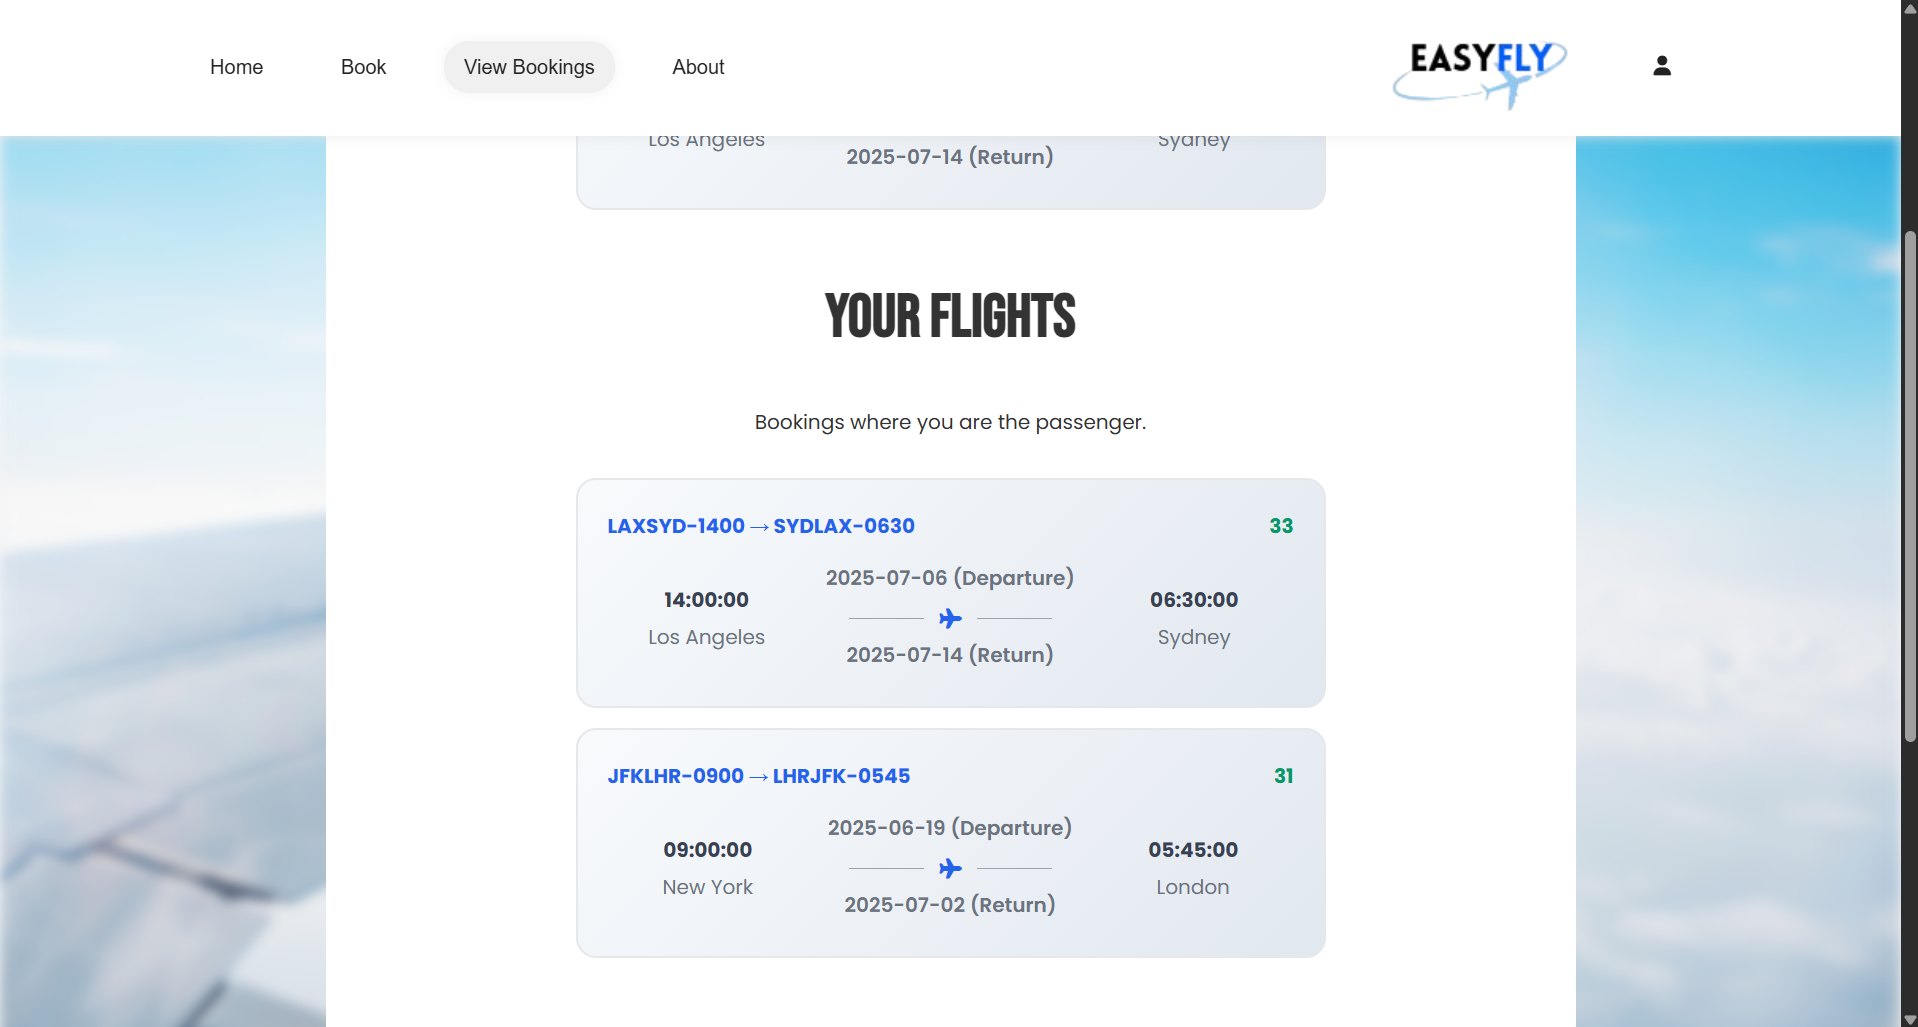 Home Book View Bookings About EASYFLY
Los Angeles 2025-07-14 (Return) Sydney
YOUR FLIGHTS
Bookings where you are the passenger.
LAXSYD-1400 → SYDLAX-0630 33
2025-07-06 (Departure)
14:00:00 06:30:00
Los Angeles Sydney
2025-07-14 (Return)
JFKLHR-0900 → LHRJFK-0545 31
2025-06-19 (Departure)
09:00:00 05:45:00
New York London
2025-07-02 (Return)